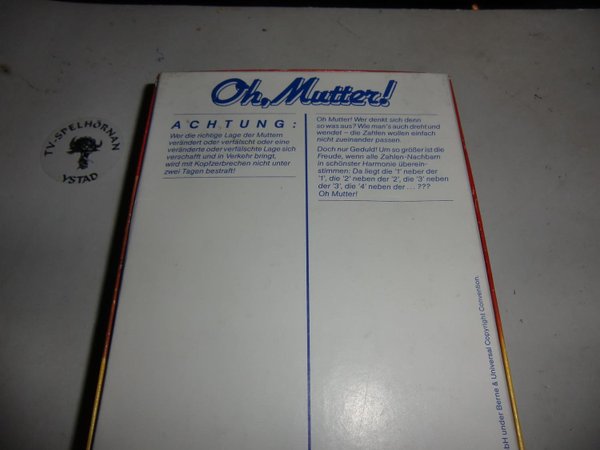 Oh, Mutter!
ACHTUNG:
Wer die richtige Lage der Muttern
verändert oder verfälscht oder eine
veränderte oder verfälschte Lage sich
verschafft und in Verkehr bringt,
wird mit Kopfzerbrechen nicht unter
zwei Tagen bestraft!
Oh Mutter! Wer denkt sich denn
so was aus? Wie man's auch dreht und
wendet – die Zahlen wollen einfach
nicht zueinander passen.
Doch nur Geduld! Um so größer ist die
Freude, wenn alle Zahlen-Nachbarn
in schönster Harmonie überein-
stimmen: Da liegt die '1' neber der
'1', die '2' neben der '2', die '3' neben
der '3', die '4' neben der ... ???
Oh Mutter!
TV-SPELHÖRNAN
YSTAD
bH under Berne & Universal Copyright Convention.